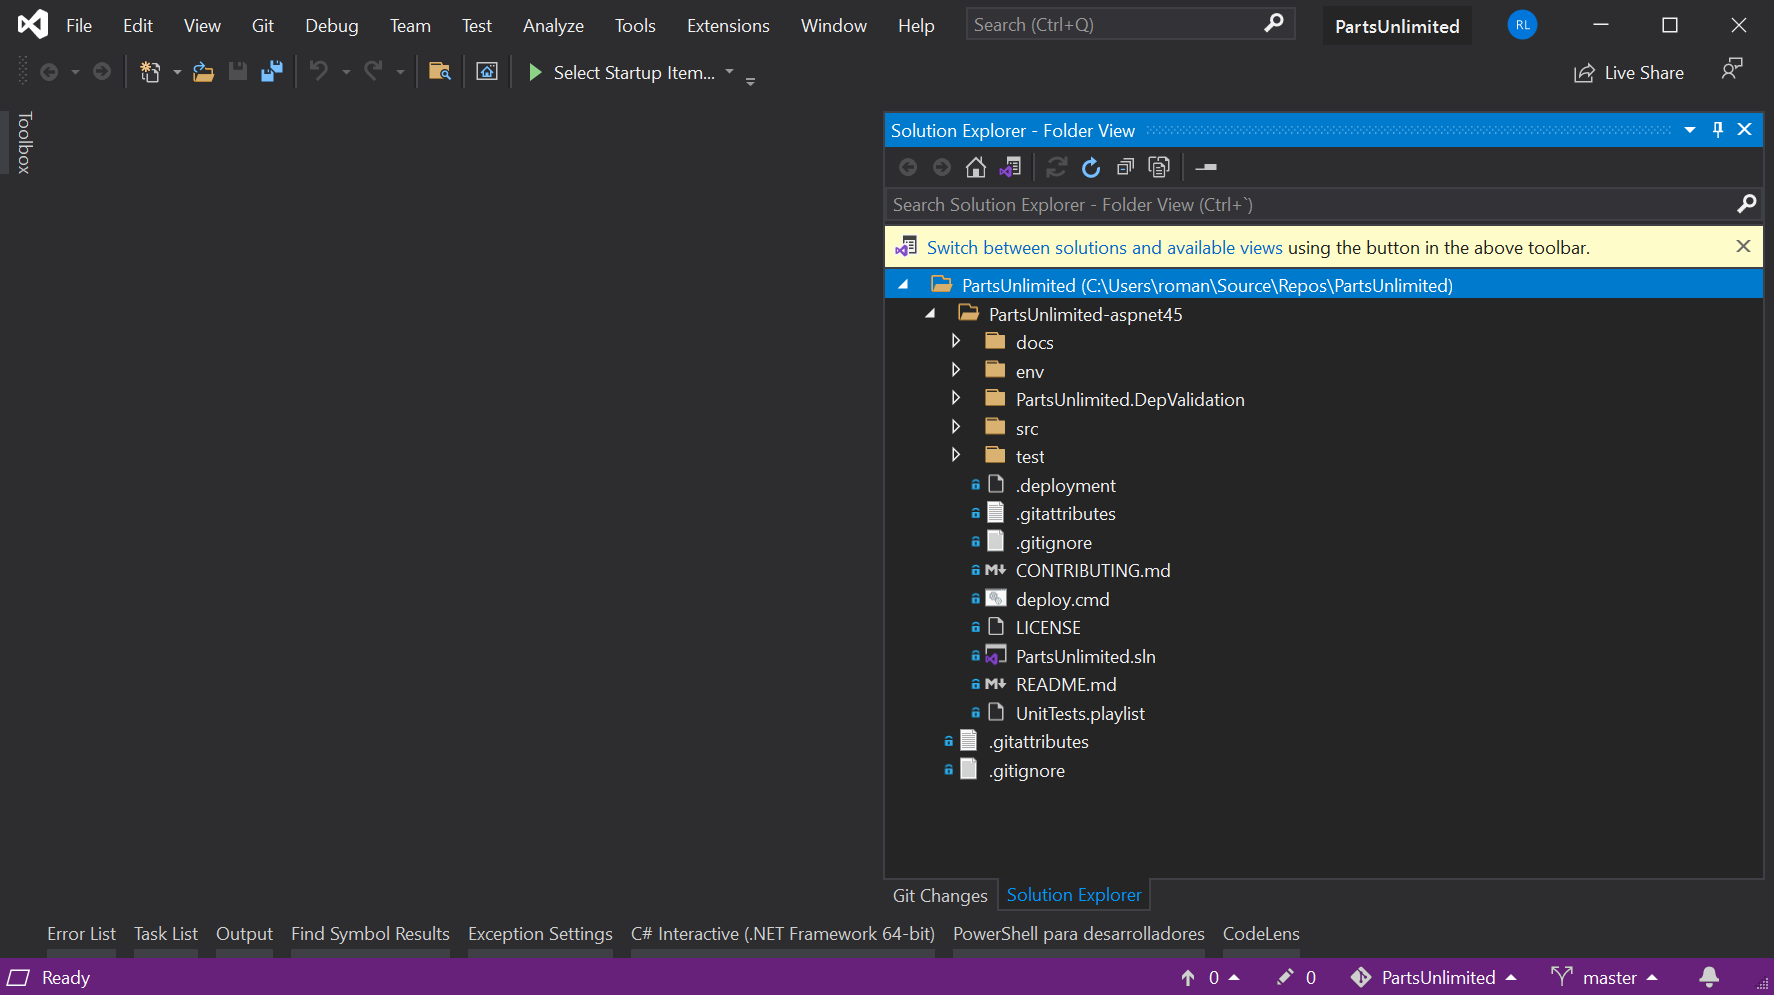 File Edit View Git Debug Team Test Analyze Tools Extensions Window Help Search (Ctrl+Q) PartsUnlimited RL
Select Startup Item... Live Share
Toolbox
Solution Explorer - Folder View
Search Solution Explorer - Folder View (Ctrl+`)
Switch between solutions and available views using the button in the above toolbar.
PartsUnlimited (C:\Users\roman\Source\Repos\PartsUnlimited)
PartsUnlimited-aspnet45
docs
env
PartsUnlimited.DepValidation
src
test
.deployment
.gitattributes
.gitignore
CONTRIBUTING.md
deploy.cmd
LICENSE
PartsUnlimited.sln
README.md
UnitTests.playlist
.gitattributes
.gitignore
Git Changes Solution Explorer
Error List Task List Output Find Symbol Results Exception Settings C# Interactive (.NET Framework 64-bit) PowerShell para desarrolladores CodeLens
Ready 0 0 PartsUnlimited master